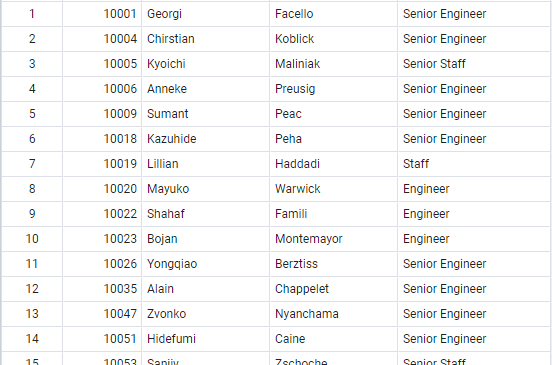 1 10001 Georgi Facello Senior Engineer
2 10004 Chirstian Koblick Senior Engineer
3 10005 Kyoichi Maliniak Senior Staff
4 10006 Anneke Preusig Senior Engineer
5 10009 Sumant Peac Senior Engineer
6 10018 Kazuhide Peha Senior Engineer
7 10019 Lillian Haddadi Staff
8 10020 Mayuko Warwick Engineer
9 10022 Shahaf Famili Engineer
10 10023 Bojan Montemayor Engineer
11 10026 Yongqiao Berztiss Senior Engineer
12 10035 Alain Chappelet Senior Engineer
13 10047 Zvonko Nyanchama Senior Engineer
14 10051 Hidefumi Caine Senior Engineer
15 10053 Sanjiv Zschoche Senior Staff